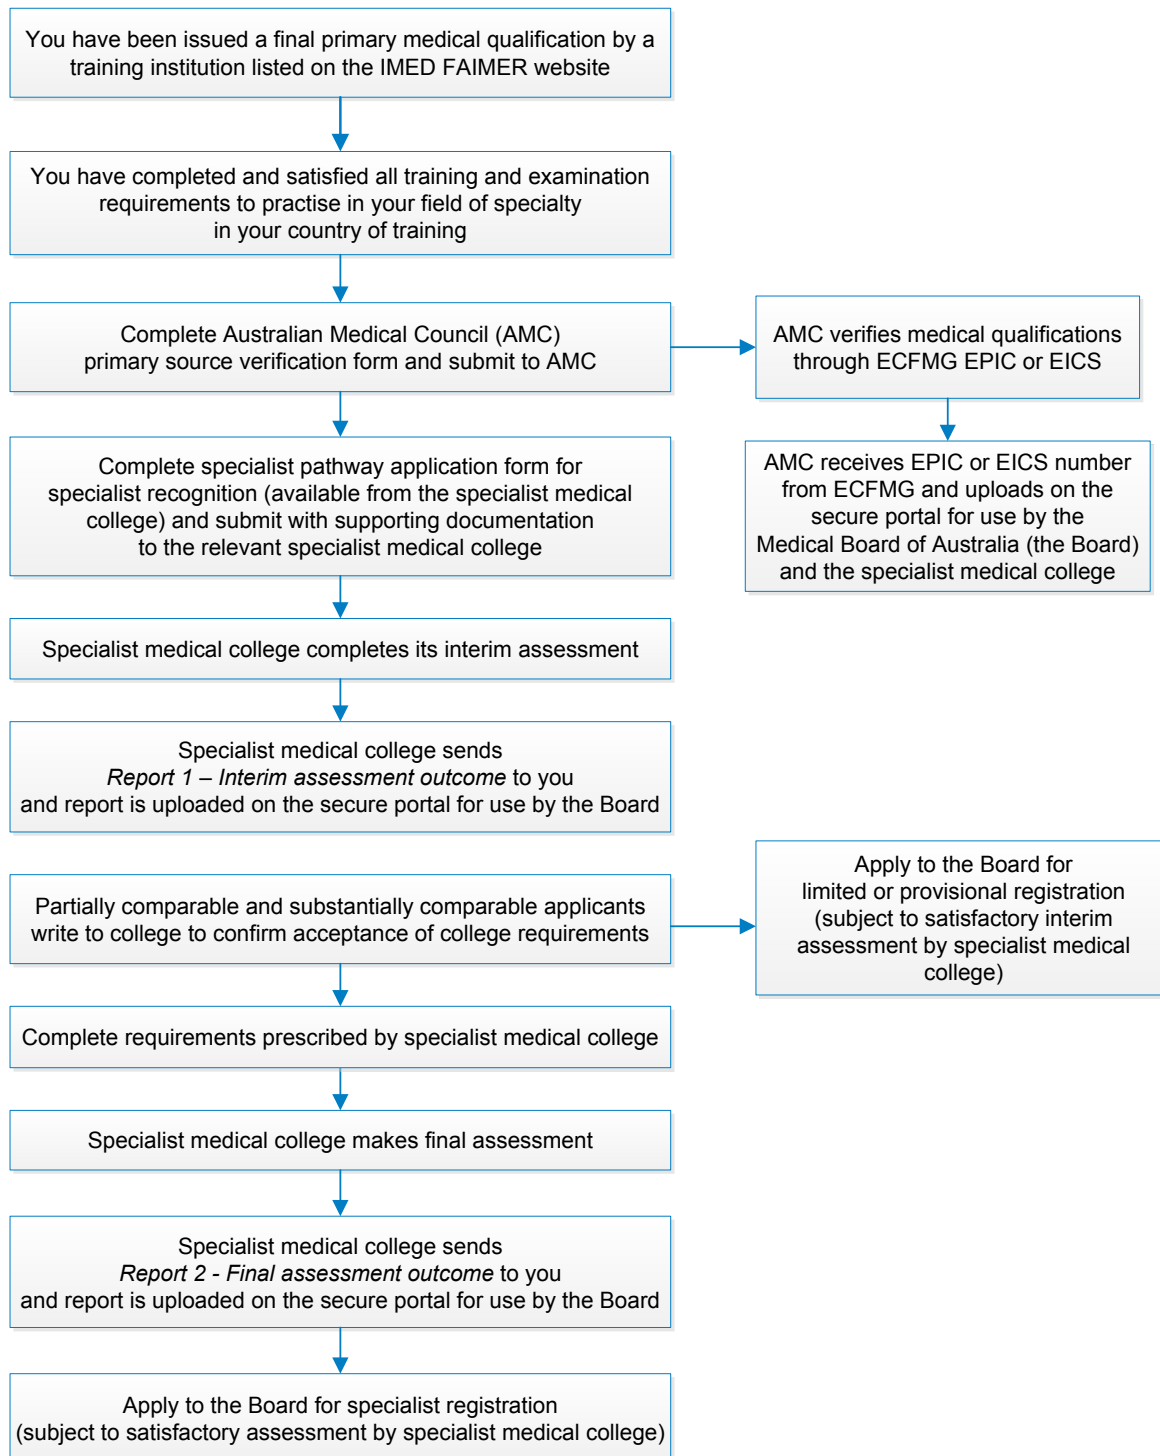 You have been issued a final primary medical qualification by a
training institution listed on the IMED FAIMER website
You have completed and satisfied all training and examination
requirements to practise in your field of specialty
in your country of training
Complete Australian Medical Council (AMC)
primary source verification form and submit to AMC
AMC verifies medical qualifications
through ECFMG EPIC or EICS
Complete specialist pathway application form for
specialist recognition (available from the specialist medical
college) and submit with supporting documentation
to the relevant specialist medical college
AMC receives EPIC or EICS number
from ECFMG and uploads on the
secure portal for use by the
Medical Board of Australia (the Board)
and the specialist medical college
Specialist medical college completes its interim assessment
Specialist medical college sends
Report 1 – Interim assessment outcome to you
and report is uploaded on the secure portal for use by the Board
Partially comparable and substantially comparable applicants
write to college to confirm acceptance of college requirements
Apply to the Board for
limited or provisional registration
(subject to satisfactory interim
assessment by specialist medical
college)
Complete requirements prescribed by specialist medical college
Specialist medical college makes final assessment
Specialist medical college sends
Report 2 - Final assessment outcome to you
and report is uploaded on the secure portal for use by the Board
Apply to the Board for specialist registration
(subject to satisfactory assessment by specialist medical college)